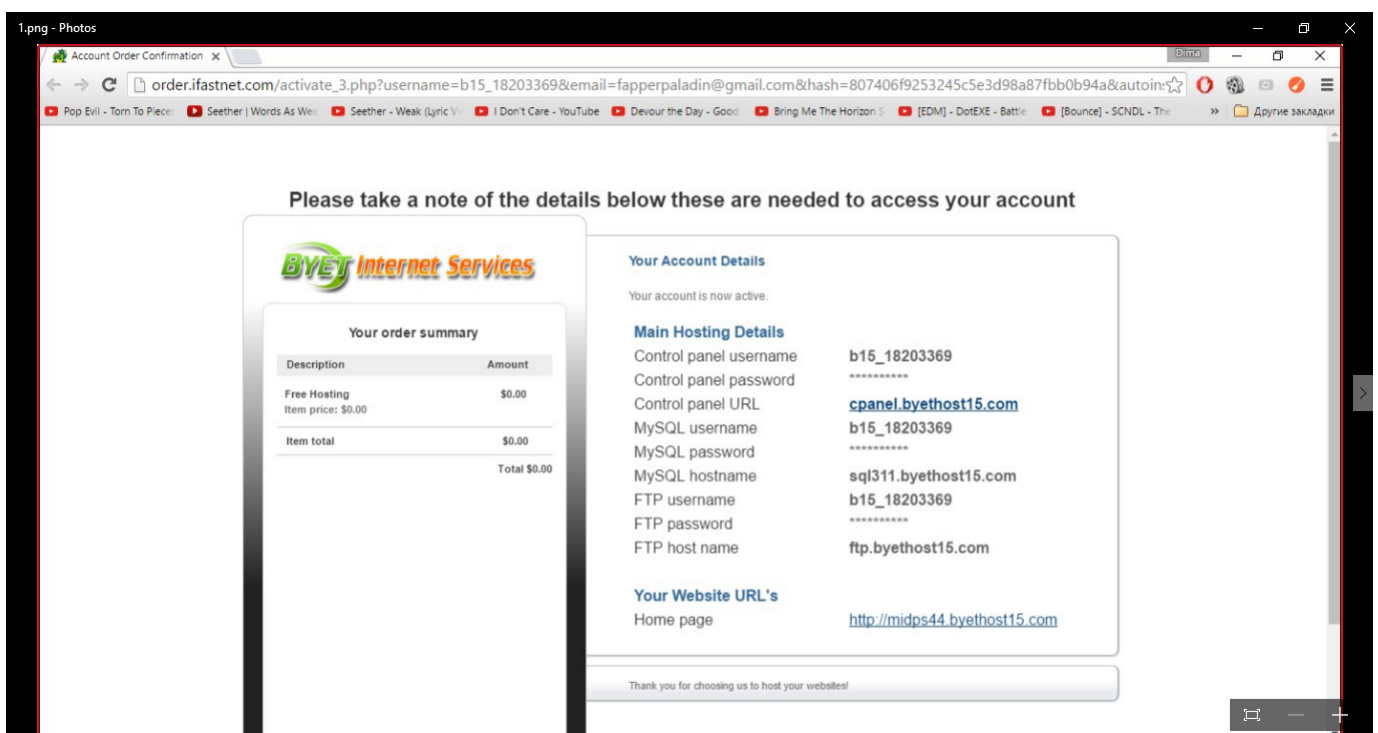 1.png - Photos
Account Order Confirmation
Dima
order.ifastnet.com/activate_3.php?username=b15_18203369&email=fapperpaladin@gmail.com&hash=807406f9253245c5e3d98a87fbb0b94a&autoin
Pop Evil - Torn To Pieces Seether | Words As Wea Seether - Weak (Lyric Vi I Don't Care - YouTube Devour the Day - Good Bring Me The Horizon S [EDM] - DotEXE - Battle [Bounce] - SCNDL - The » Другие закладки
Please take a note of the details below these are needed to access your account
BYET Internet Services
Your order summary
Description Amount
Free Hosting $0.00
Item price: $0.00
Item total $0.00
Total $0.00
Your Account Details
Your account is now active.
Main Hosting Details
Control panel username b15_18203369
Control panel password **********
Control panel URL cpanel.byethost15.com
MySQL username b15_18203369
MySQL password **********
MySQL hostname sql311.byethost15.com
FTP username b15_18203369
FTP password **********
FTP host name ftp.byethost15.com
Your Website URL's
Home page http://midps44.byethost15.com
Thank you for choosing us to host your websites!